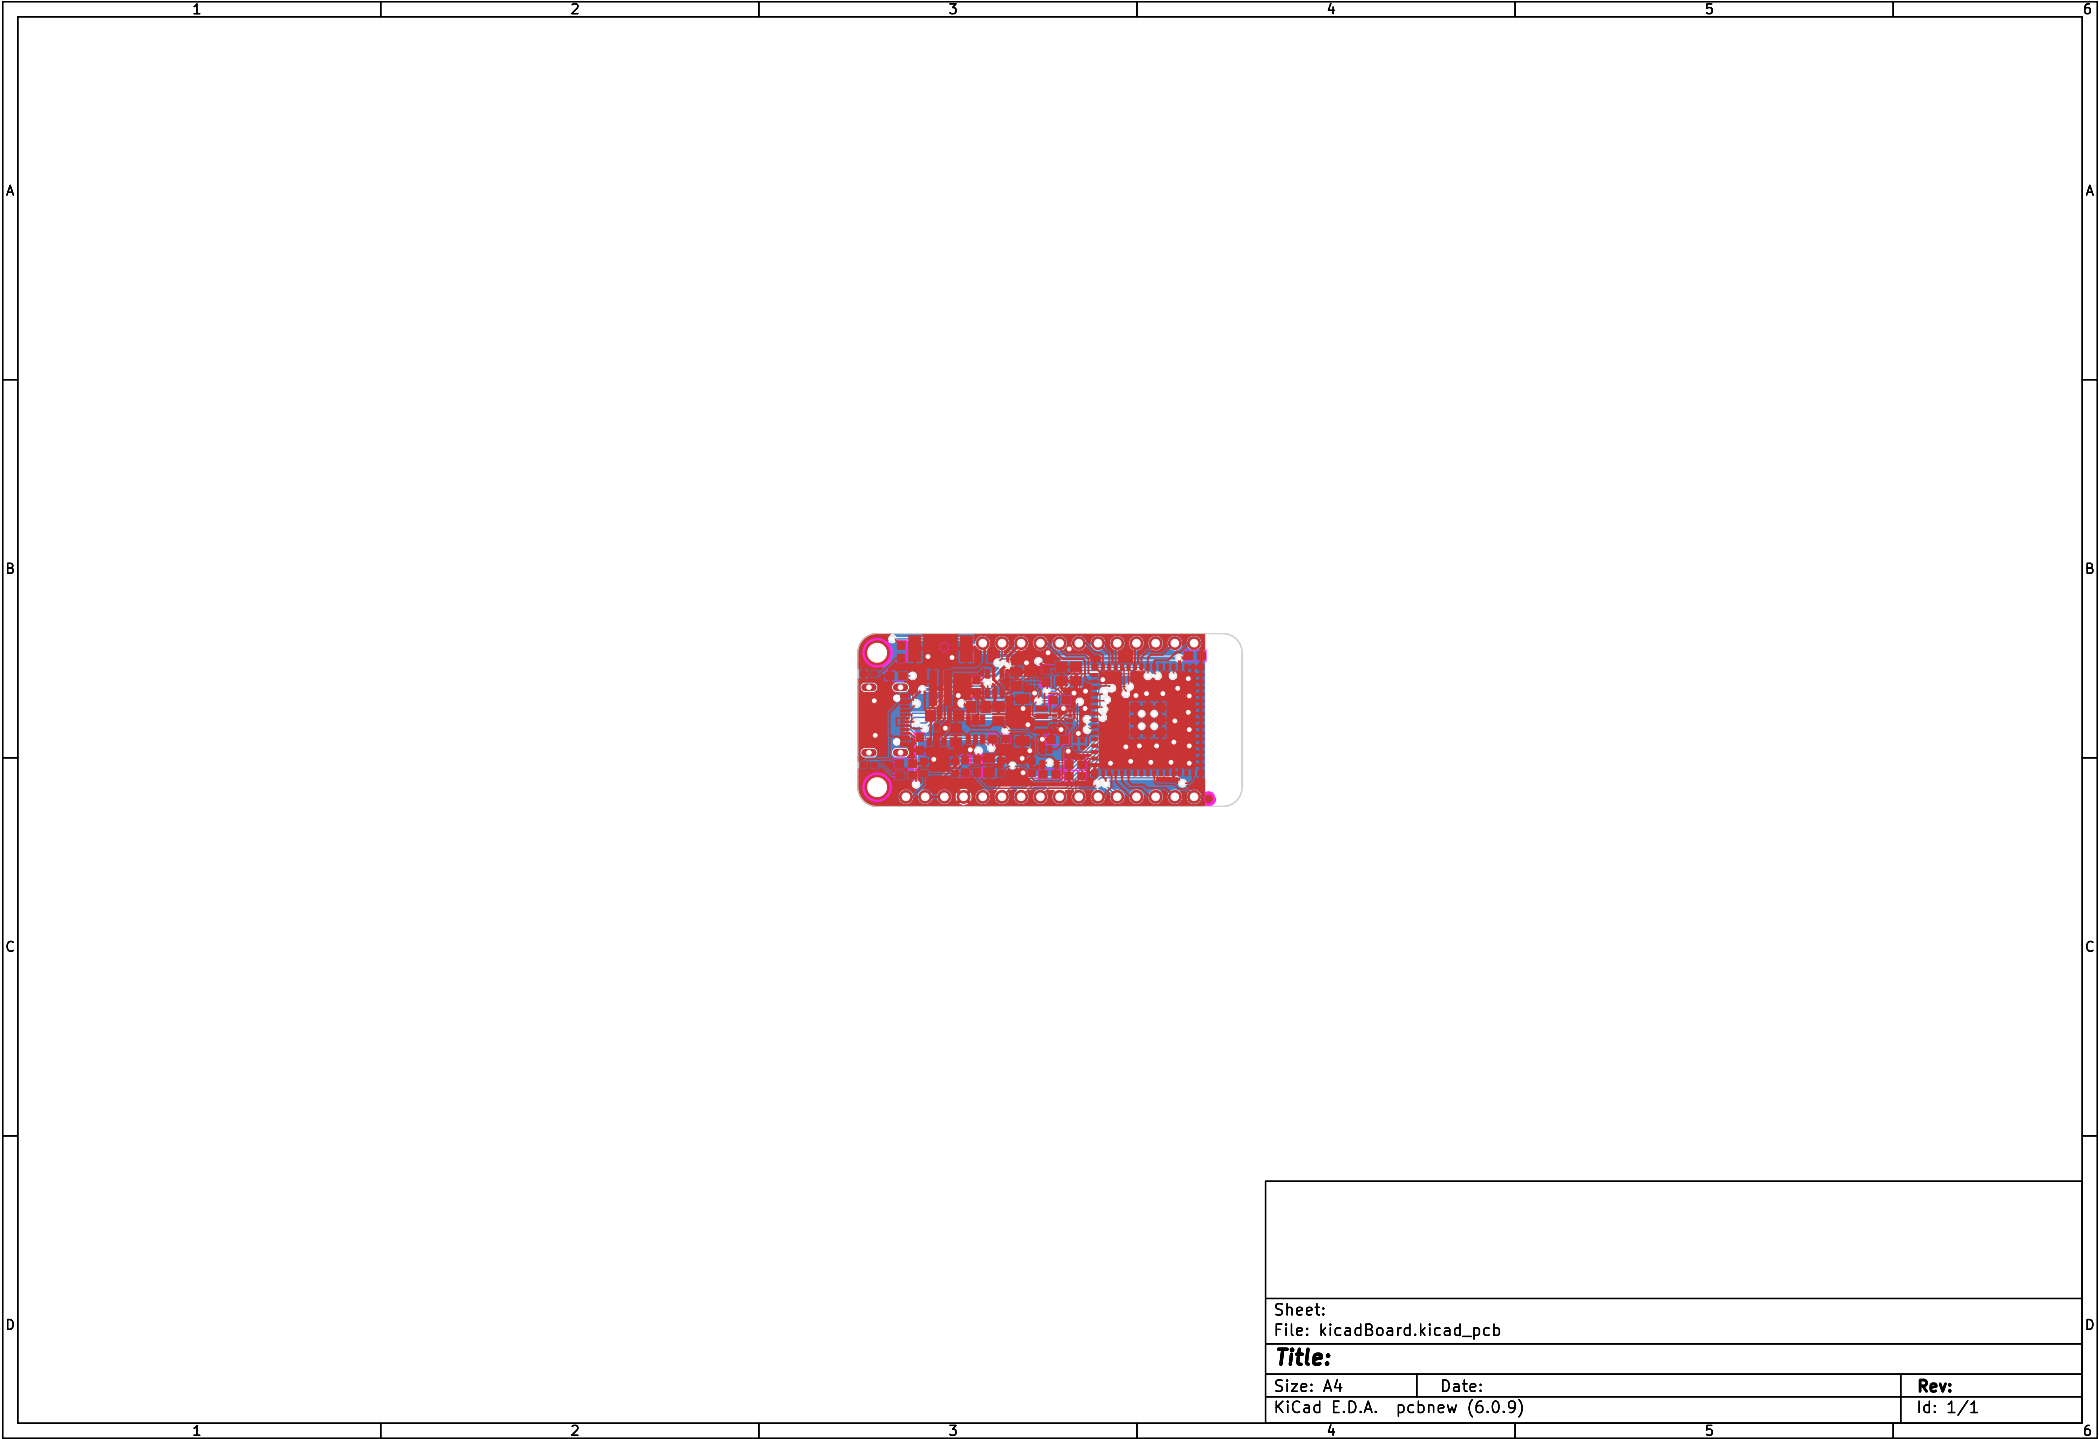 1 2 3 4 5 6
A A
B B
C C
D D
Sheet:
File: kicadBoard.kicad_pcb
Title:
Size: A4 Date: Rev:
KiCad E.D.A. pcbnew (6.0.9) Id: 1/1
1 2 3 4 5 6